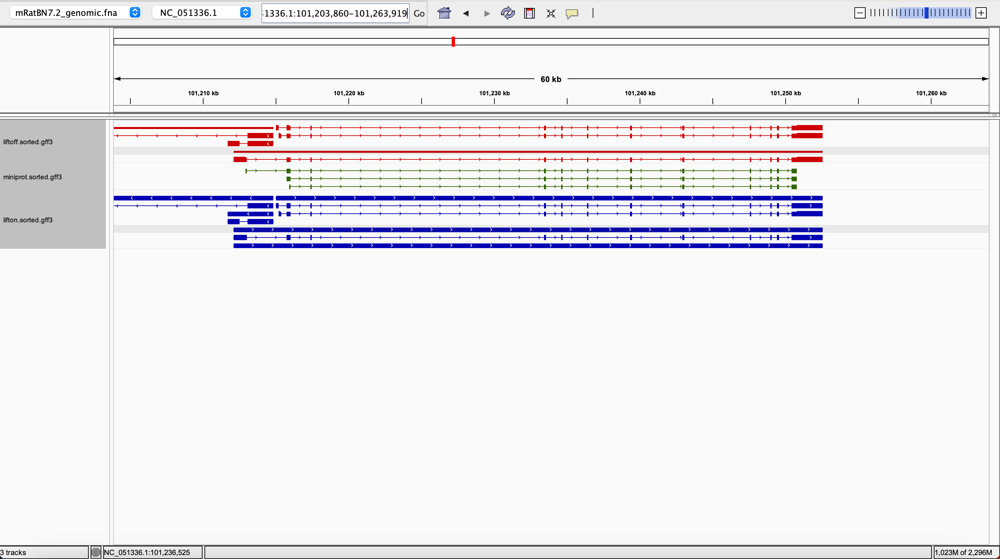 mRatBN7.2_genomic.fna NC_051336.1 1336.1:101,203,860-101,263,919 Go
60 kb
101,210 kb 101,220 kb 101,230 kb 101,240 kb 101,250 kb 101,260 kb
liftoff.sorted.gff3
miniprot.sorted.gff3
lifton.sorted.gff3
3 tracks NC_051336.1:101,236,525 1,023M of 2,296M